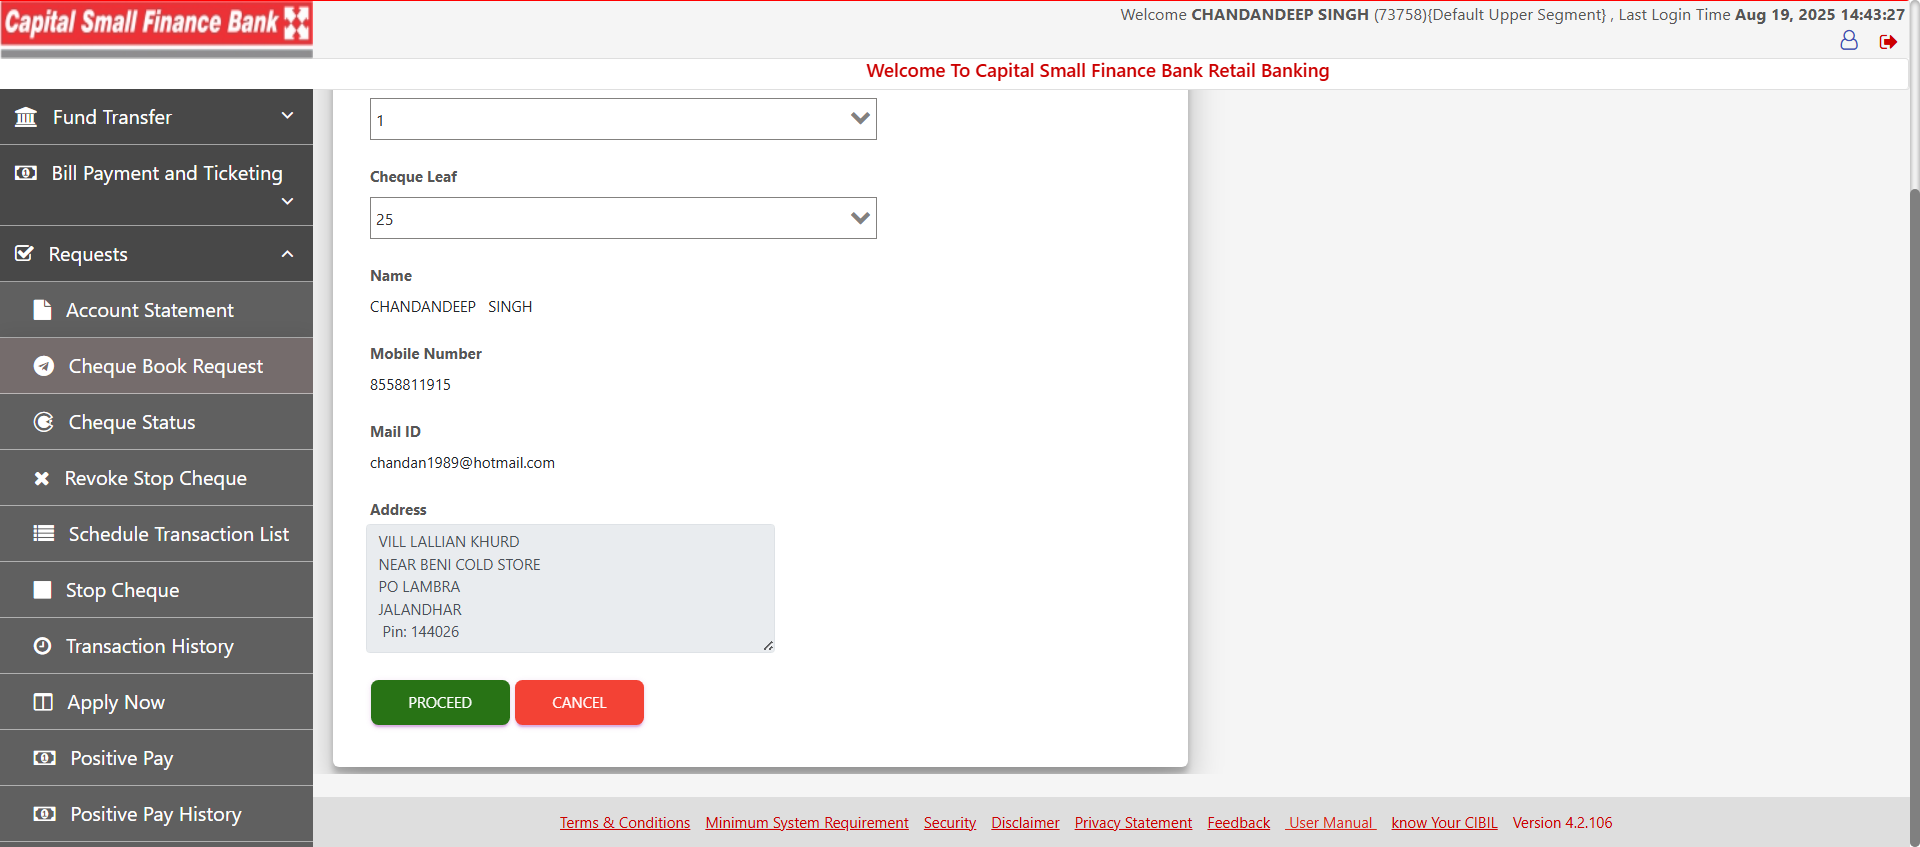 Capital Small Finance Bank
Welcome CHANDANDEEP SINGH (73758){Default Upper Segment} , Last Login Time Aug 19, 2025 14:43:27
Welcome To Capital Small Finance Bank Retail Banking
Fund Transfer
Bill Payment and Ticketing
Requests
Account Statement
Cheque Book Request
Cheque Status
Revoke Stop Cheque
Schedule Transaction List
Stop Cheque
Transaction History
Apply Now
Positive Pay
Positive Pay History
1
Cheque Leaf
25
Name
CHANDANDEEP SINGH
Mobile Number
8558811915
Mail ID
chandan1989@hotmail.com
Address
VILL LALLIAN KHURD
NEAR BENI COLD STORE
PO LAMBRA
JALANDHAR
Pin: 144026
PROCEED CANCEL
Terms & Conditions Minimum System Requirement Security Disclaimer Privacy Statement Feedback User Manual know Your CIBIL Version 4.2.106